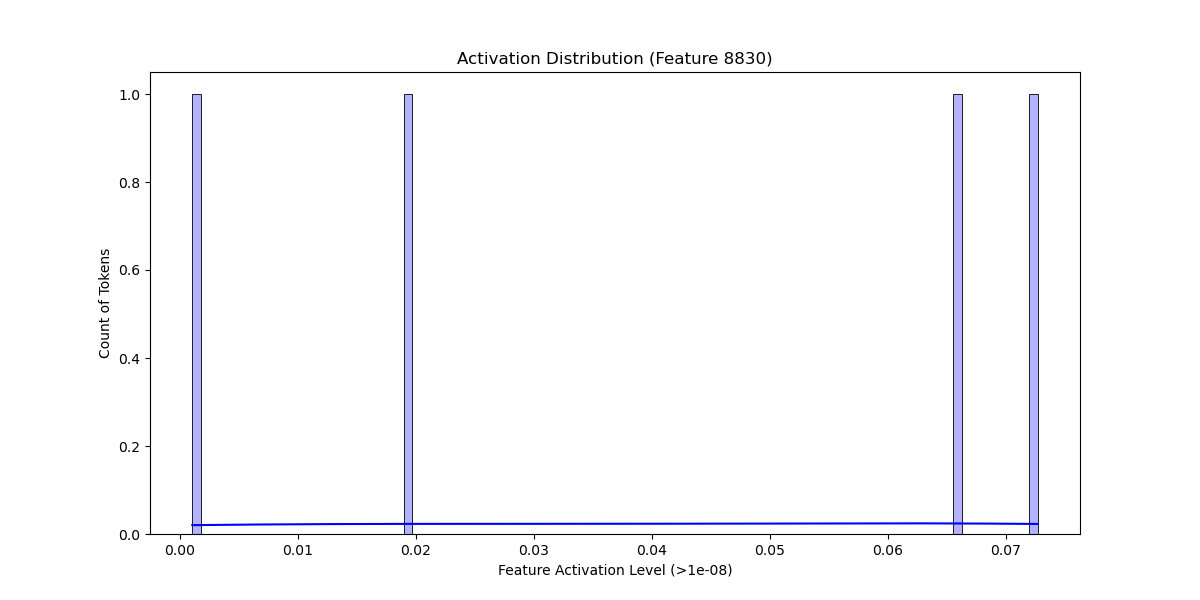 Activation Distribution (Feature 8830)
1.0
0.8
0.6
0.4
0.2
0.0
Count of Tokens
0.00 0.01 0.02 0.03 0.04 0.05 0.06 0.07
Feature Activation Level (>1e-08)